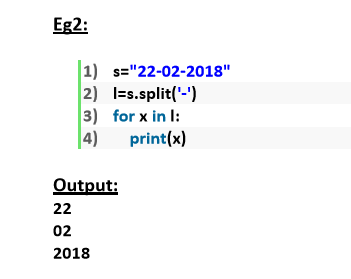 Eg2:
1) s="22-02-2018"
2) l=s.split('-')
3) for x in l:
4) print(x)
Output:
22
02
2018